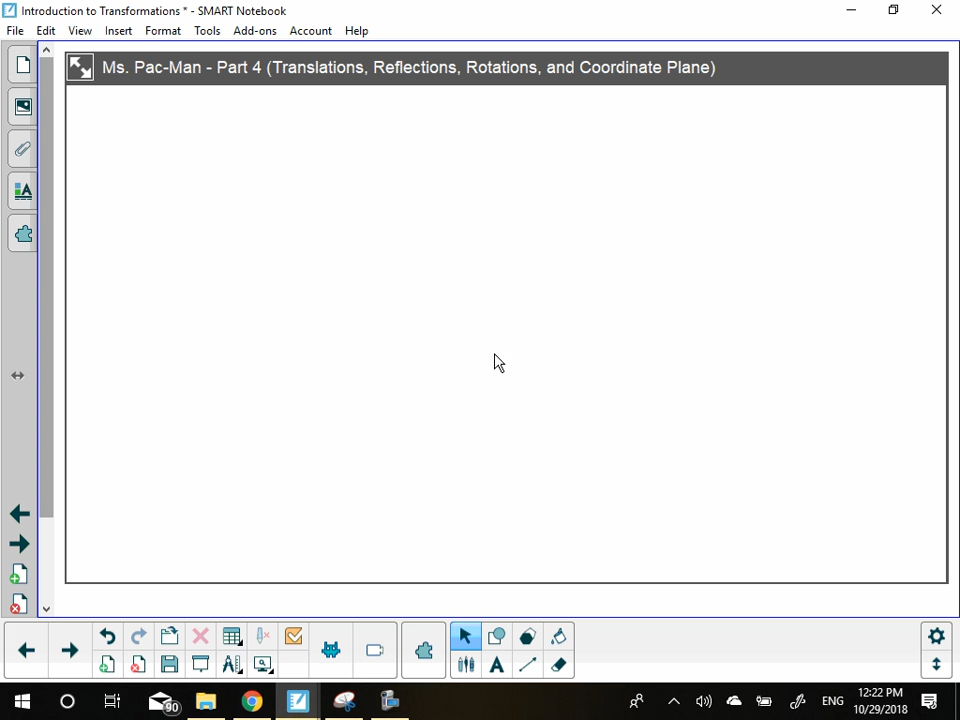 Introduction to Transformations * - SMART Notebook
File Edit View Insert Format Tools Add-ons Account Help
Ms. Pac-Man - Part 4 (Translations, Reflections, Rotations, and Coordinate Plane)
90
ENG
12:22 PM
10/29/2018